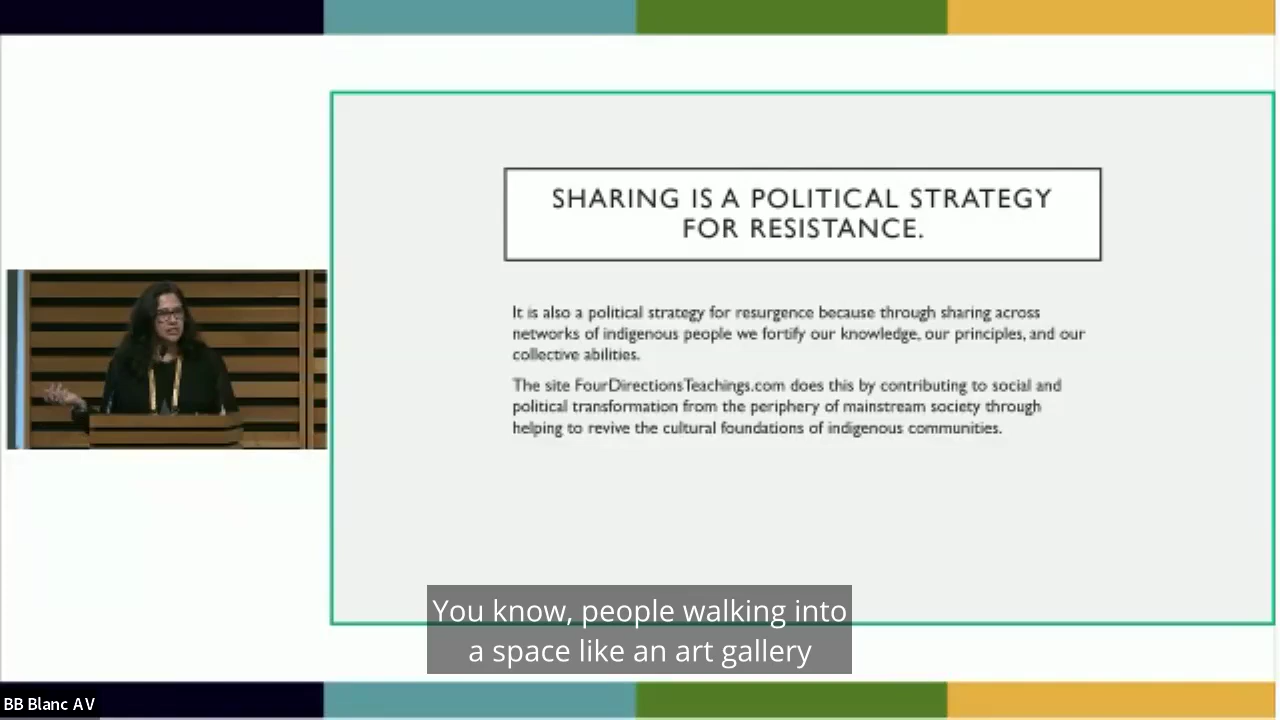 SHARING IS A POLITICAL STRATEGY
FOR RESISTANCE.
It is also a political strategy for resurgence because through sharing across
networks of indigenous people we fortify our knowledge, our principles, and our
collective abilities.
The site FourDirectionsTeachings.com does this by contributing to social and
political transformation from the periphery of mainstream society through
helping to revive the cultural foundations of indigenous communities.
You know, people walking into
a space like an art gallery
BB Blanc AV